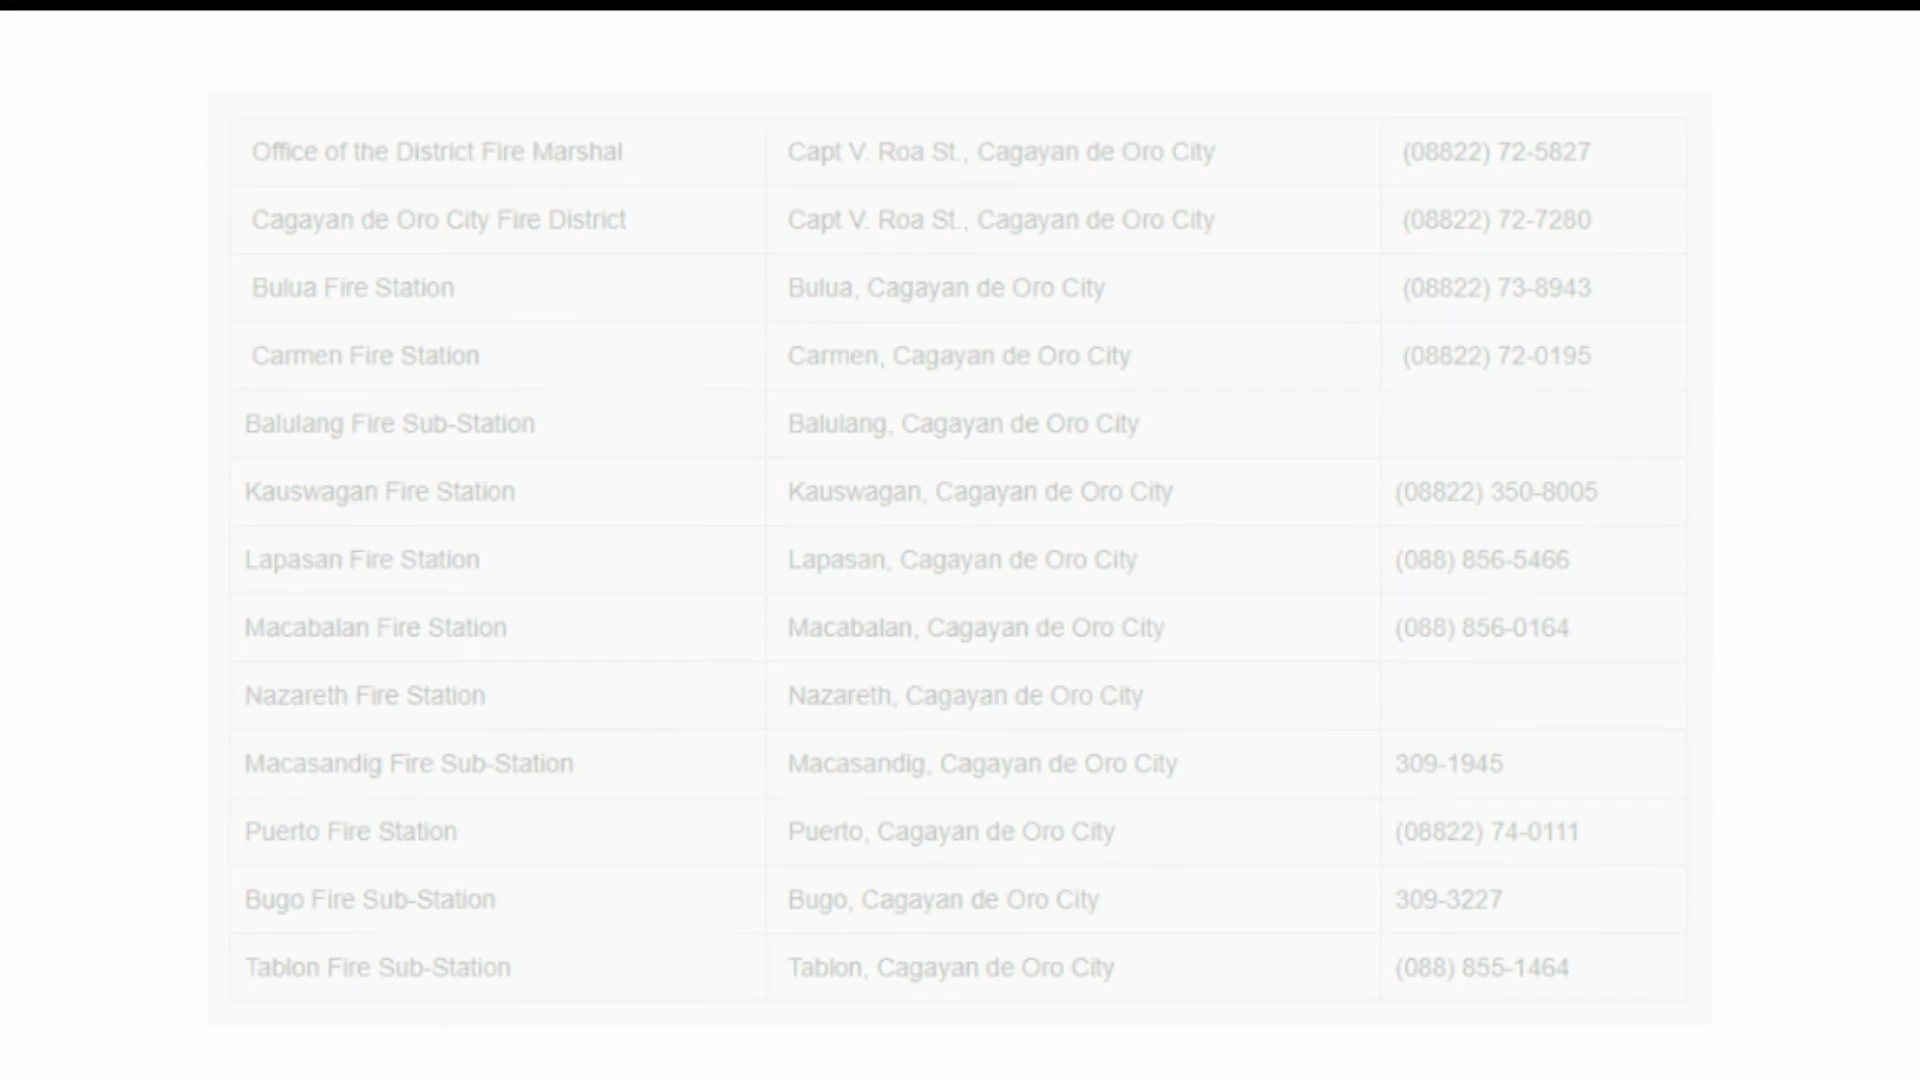 Office of the District Fire Marshal Capt V. Roa St., Cagayan de Oro City (08822) 72-5827
Cagayan de Oro City Fire District Capt V. Roa St., Cagayan de Oro City (08822) 72-7280
Bulua Fire Station Bulua, Cagayan de Oro City (08822) 73-8943
Carmen Fire Station Carmen, Cagayan de Oro City (08822) 72-0195
Balulang Fire Sub-Station Balulang, Cagayan de Oro City
Kauswagan Fire Station Kauswagan, Cagayan de Oro City (08822) 350-8005
Lapasan Fire Station Lapasan, Cagayan de Oro City (088) 856-5466
Macabalan Fire Station Macabalan, Cagayan de Oro City (088) 856-0164
Nazareth Fire Station Nazareth, Cagayan de Oro City
Macasandig Fire Sub-Station Macasandig, Cagayan de Oro City 309-1945
Puerto Fire Station Puerto, Cagayan de Oro City (08822) 74-0111
Bugo Fire Sub-Station Bugo, Cagayan de Oro City 309-3227
Tablon Fire Sub-Station Tablon, Cagayan de Oro City (088) 855-1464